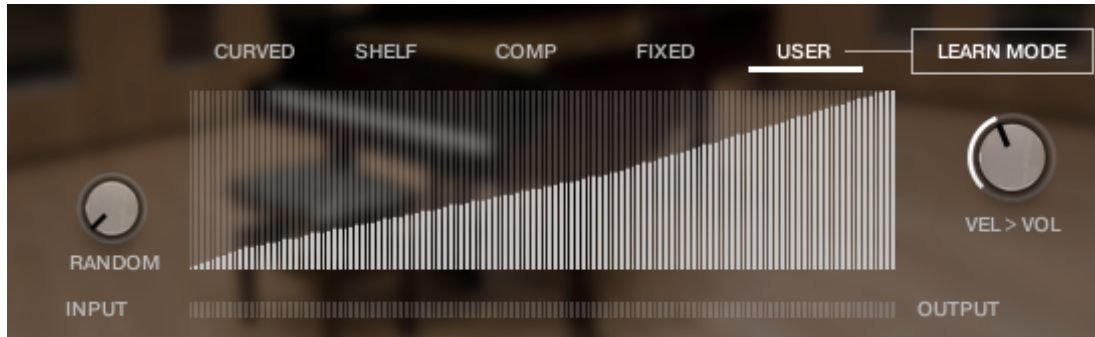 CURVED SHELF COMP FIXED USER LEARN MODE
RANDOM
VEL > VOL
INPUT
OUTPUT